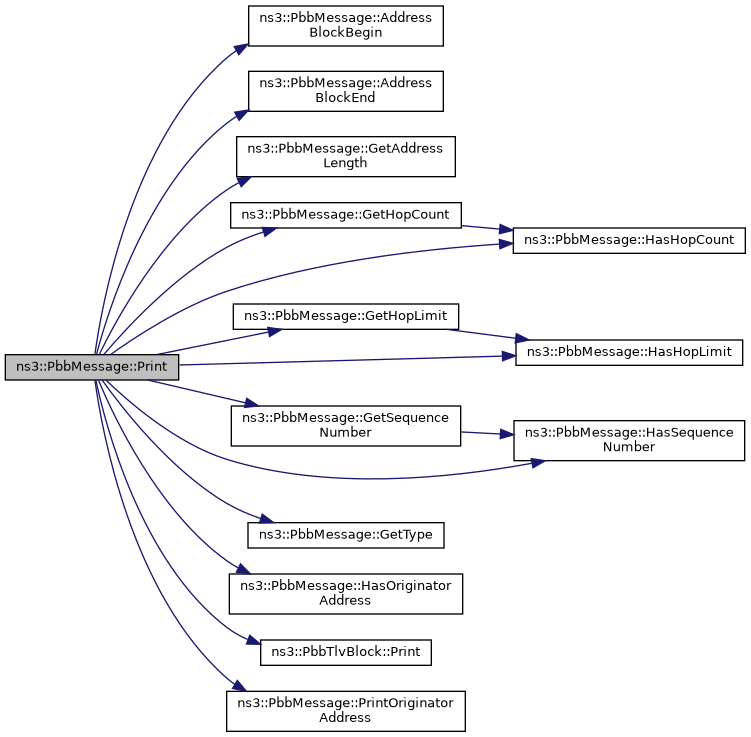 ns3::PbbMessage::Address
BlockBegin
ns3::PbbMessage::Address
BlockEnd
ns3::PbbMessage::GetAddress
Length
ns3::PbbMessage::GetHopCount
ns3::PbbMessage::HasHopCount
ns3::PbbMessage::GetHopLimit
ns3::PbbMessage::HasHopLimit
ns3::PbbMessage::Print
ns3::PbbMessage::GetSequence
Number
ns3::PbbMessage::HasSequence
Number
ns3::PbbMessage::GetType
ns3::PbbMessage::HasOriginator
Address
ns3::PbbTlvBlock::Print
ns3::PbbMessage::PrintOriginator
Address